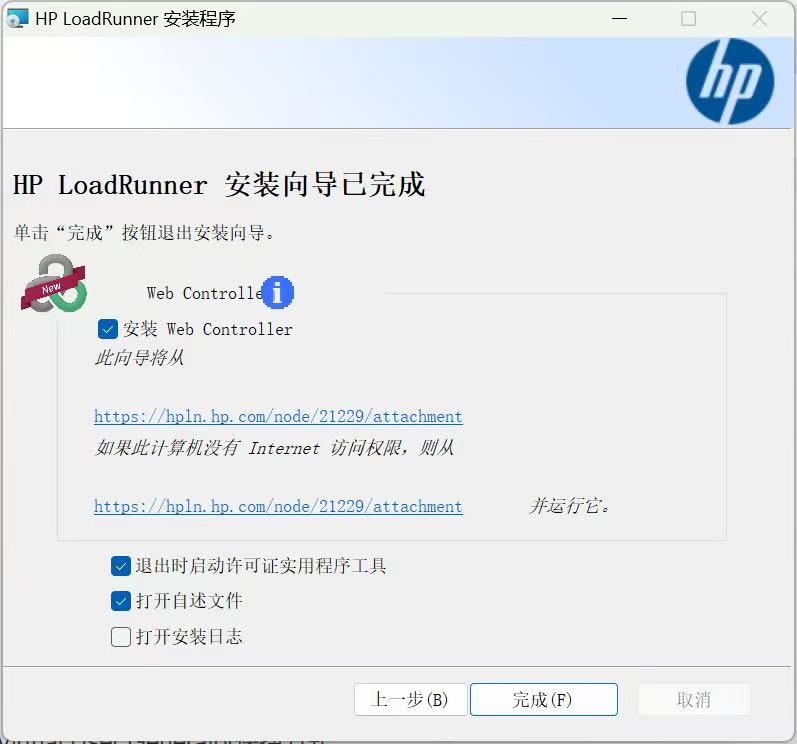 HP LoadRunner 安装程序
hp
HP LoadRunner 安装向导已完成
单击“完成”按钮退出安装向导。
New
Web Controlle
安装 Web Controller
此向导将从
https://hpln.hp.com/node/21229/attachment
如果此计算机没有 Internet 访问权限，则从
https://hpln.hp.com/node/21229/attachment 并运行它。
退出时启动许可证实用程序工具
打开自述文件
打开安装日志
上一步(B) 完成(F) 取消